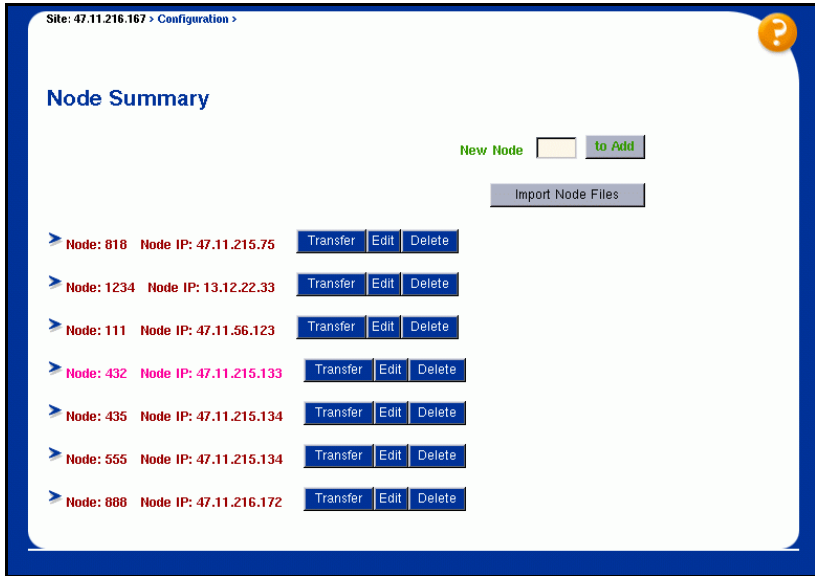 Site: 47.11.216.167 > Configuration >
?
Node Summary
New Node to Add
Import Node Files
Node: 818 Node IP: 47.11.215.75 Transfer Edit Delete
Node: 1234 Node IP: 13.12.22.33 Transfer Edit Delete
Node: 111 Node IP: 47.11.56.123 Transfer Edit Delete
Node: 432 Node IP: 47.11.215.133 Transfer Edit Delete
Node: 435 Node IP: 47.11.215.134 Transfer Edit Delete
Node: 555 Node IP: 47.11.215.134 Transfer Edit Delete
Node: 888 Node IP: 47.11.216.172 Transfer Edit Delete